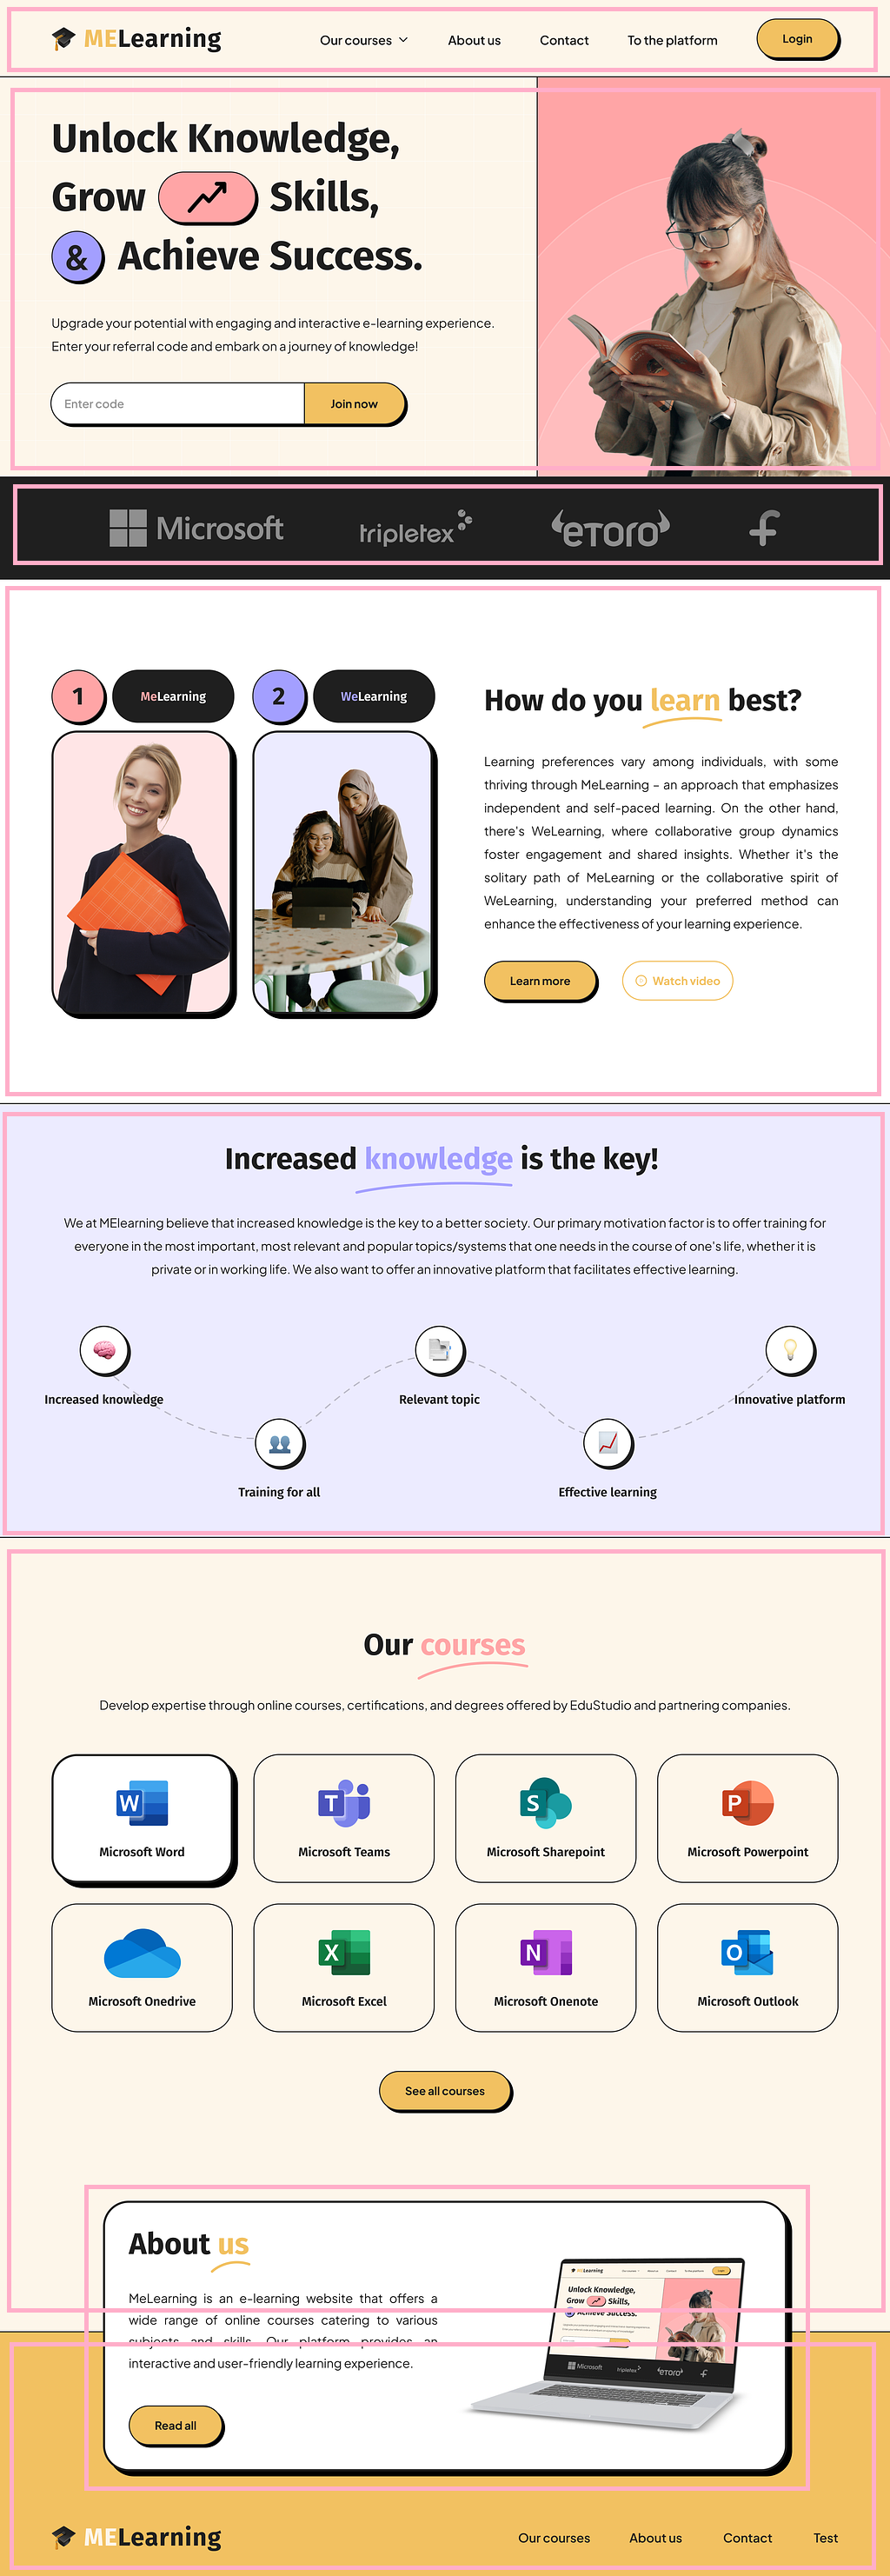 MELearning
Our courses
About us
Contact
To the platform
Login
Unlock Knowledge,
Grow Skills,
& Achieve Success.
Upgrade your potential with engaging and interactive e-learning experience.
Enter your referral code and embark on a journey of knowledge!
Enter code
Join now
Microsoft
tripletex
eToro
f
1
MeLearning
2
WeLearning
How do you learn best?
Learning preferences vary among individuals, with some
thriving through MeLearning – an approach that emphasizes
independent and self-paced learning. On the other hand,
there's WeLearning, where collaborative group dynamics
foster engagement and shared insights. Whether it's the
solitary path of MeLearning or the collaborative spirit of
WeLearning, understanding your preferred method can
enhance the effectiveness of your learning experience.
Learn more
Watch video
Increased knowledge is the key!
We at MElearning believe that increased knowledge is the key to a better society. Our primary motivation factor is to offer training for
everyone in the most important, most relevant and popular topics/systems that one needs in the course of one's life, whether it is
private or in working life. We also want to offer an innovative platform that facilitates effective learning.
Increased knowledge
Relevant topic
Innovative platform
Training for all
Effective learning
Our courses
Develop expertise through online courses, certifications, and degrees offered by EduStudio and partnering companies.
W
Microsoft Word
T
Microsoft Teams
S
Microsoft Sharepoint
P
Microsoft Powerpoint
Microsoft Onedrive
X
Microsoft Excel
N
Microsoft Onenote
O
Microsoft Outlook
See all courses
About us
MeLearning is an e-learning website that offers a
wide range of online courses catering to various
subjects and skills. Our platform provides an
interactive and user-friendly learning experience.
Read all
MELearning
Unlock Knowledge,
Grow Skills,
& Achieve Success.
Microsoft
tripletex
eToro
f
MELearning
Our courses
About us
Contact
Test